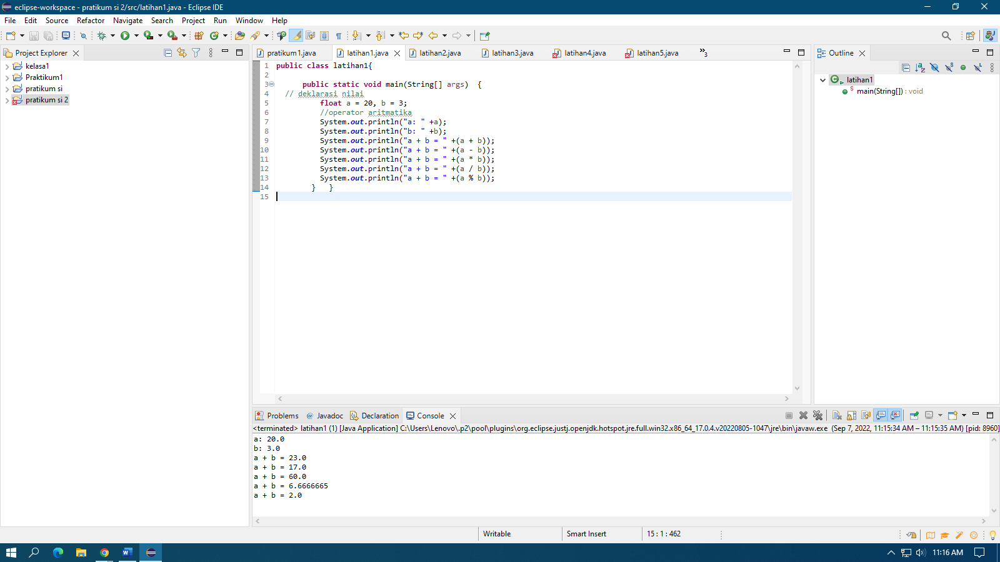 eclipse-workspace - pratikum si 2/src/latihan1.java - Eclipse IDE
File Edit Source Refactor Navigate Search Project Run Window Help
Project Explorer
kelasa1
Praktikum1
pratikum si
pratikum si 2
pratikum1.java latihan1.java latihan2.java latihan3.java latihan4.java latihan5.java »3
1 public class latihan1{
2
3 public static void main(String[] args)  {
4 // deklarasi nilai
5 float a = 20, b = 3;
6 //operator aritmatika
7 System.out.println("a: " +a);
8 System.out.println("b: " +b);
9 System.out.println("a + b = " +(a + b));
10 System.out.println("a + b = " +(a - b));
11 System.out.println("a + b = " +(a * b));
12 System.out.println("a + b = " +(a / b));
13 System.out.println("a + b = " +(a % b));
14 }   }
15
Outline
latihan1
main(String[]) : void
Problems @ Javadoc Declaration Console
<terminated> latihan1 (1) [Java Application] C:\Users\Lenovo\.p2\pool\plugins\org.eclipse.justj.openjdk.hotspot.jre.full.win32.x86_64_17.0.4.v20220805-1047\jre\bin\javaw.exe (Sep 7, 2022, 11:15:34 AM – 11:15:35 AM) [pid: 8960]
a: 20.0
b: 3.0
a + b = 23.0
a + b = 17.0
a + b = 60.0
a + b = 6.6666665
a + b = 2.0
Writable Smart Insert 15 : 1 : 462
11:16 AM